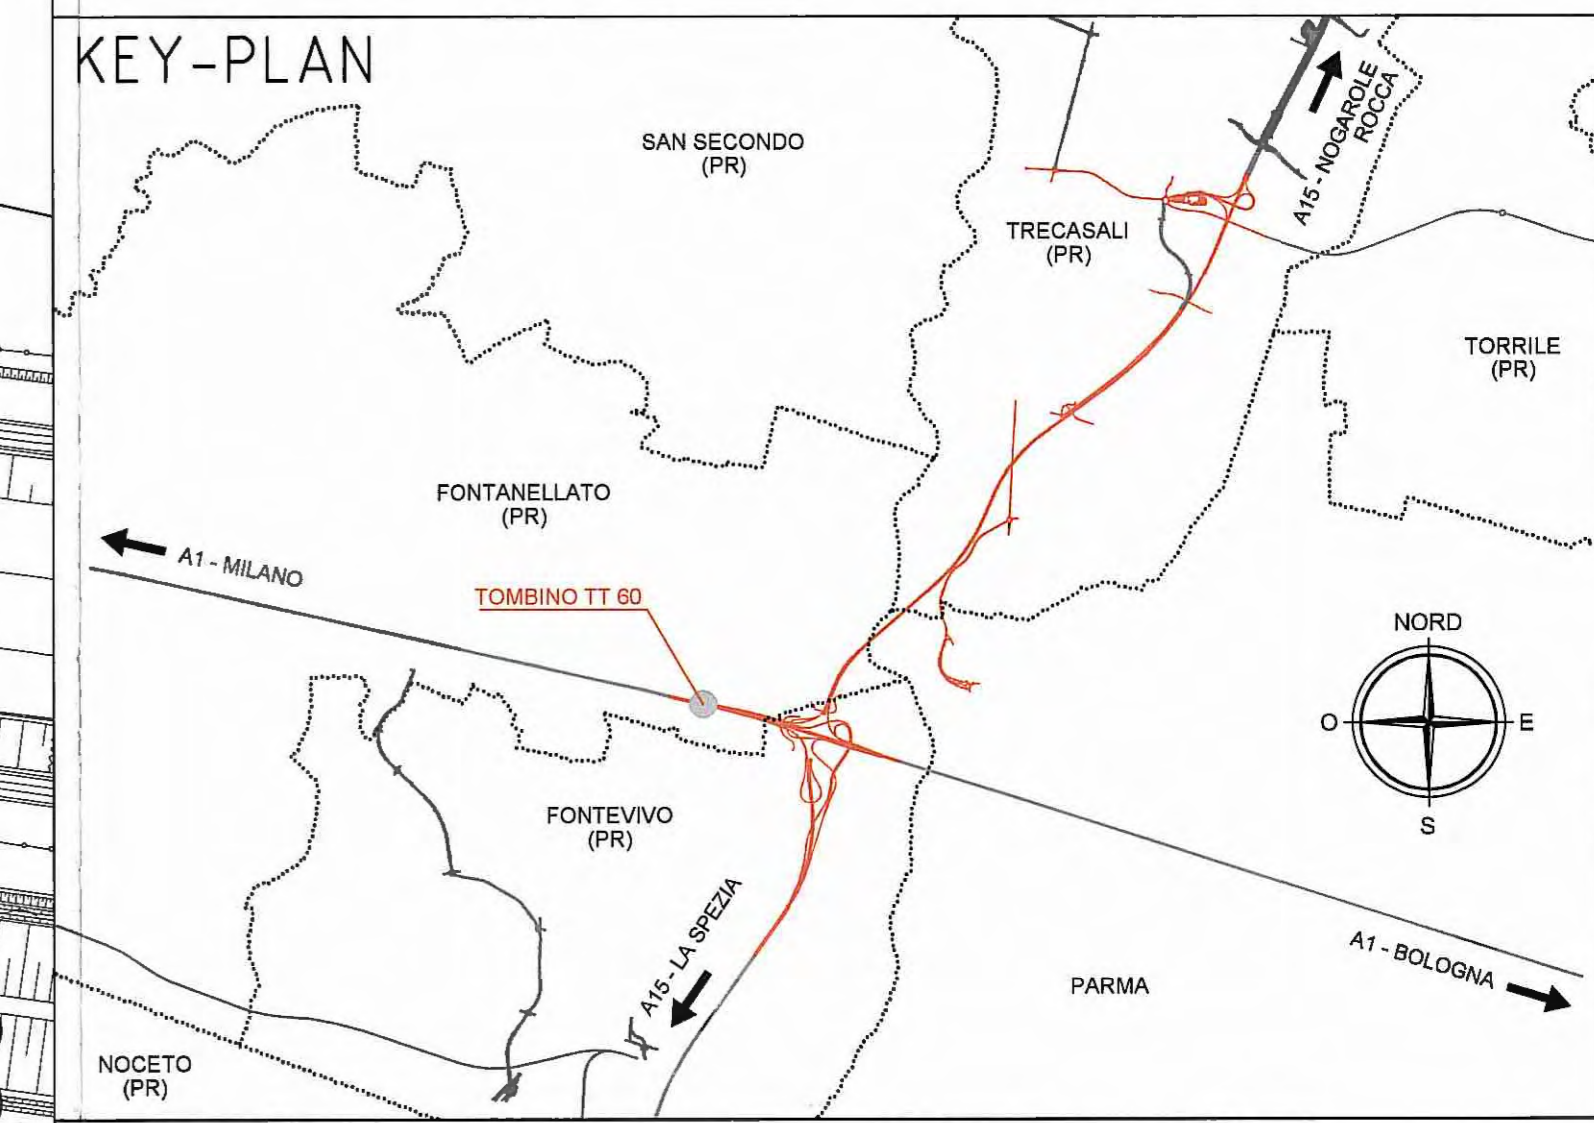 KEY-PLAN
SAN SECONDO
(PR)
A15 - NOGAROLE
ROCCA
TRECASALI
(PR)
TORRILE
(PR)
FONTANELLATO
(PR)
A1 - MILANO
TOMBINO TT 60
NORD
O
E
S
FONTEVIVO
(PR)
A15 - LA SPEZIA
A1 - BOLOGNA
PARMA
NOCETO
(PR)